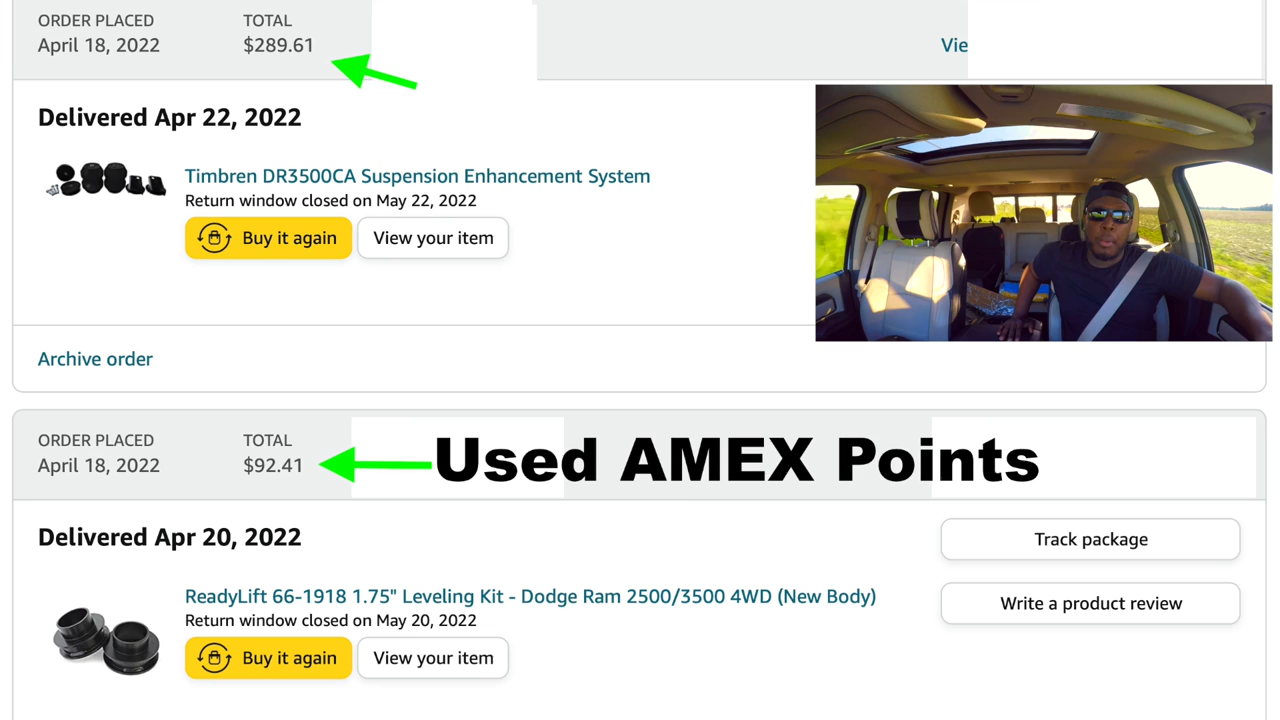 ORDER PLACED TOTAL
April 18, 2022 $289.61 Vie
Delivered Apr 22, 2022
Timbren DR3500CA Suspension Enhancement System
Return window closed on May 22, 2022
Buy it again View your item
Archive order
ORDER PLACED TOTAL
April 18, 2022 $92.41 Used AMEX Points
Delivered Apr 20, 2022 Track package
ReadyLift 66-1918 1.75" Leveling Kit - Dodge Ram 2500/3500 4WD (New Body) Write a product review
Return window closed on May 20, 2022
Buy it again View your item